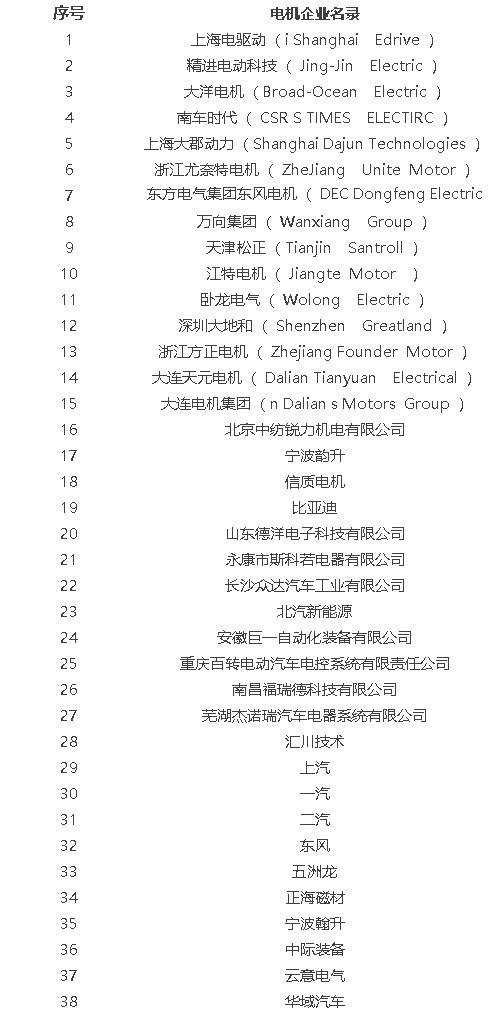 序号 电机企业名录
1 上海电驱动（i Shanghai Edrive ）
2 精进电动科技（ Jing-Jin Electric ）
3 大洋电机（Broad-Ocean Electric ）
4 南车时代（ CSR S TIMES ELECTIRC ）
5 上海大郡动力（Shanghai Dajun Technologies ）
6 浙江尤奈特电机（ ZheJiang Unite Motor ）
7 东方电气集团东风电机（ DEC Dongfeng Electric
8 万向集团（ Wanxiang Group ）
9 天津松正（Tianjin Santroll ）
10 江特电机（ Jiangte Motor ）
11 卧龙电气（ Wolong Electric ）
12 深圳大地和（ Shenzhen Greatland ）
13 浙江方正电机（ Zhejiang Founder Motor ）
14 大连天元电机（ Dalian Tianyuan Electrical ）
15 大连电机集团（n Dalian s Motors Group ）
16 北京中纺锐力机电有限公司
17 宁波韵升
18 信质电机
19 比亚迪
20 山东德洋电子科技有限公司
21 永康市斯科若电器有限公司
22 长沙众达汽车工业有限公司
23 北汽新能源
24 安徽巨一自动化装备有限公司
25 重庆百转电动汽车电控系统有限责任公司
26 南昌福瑞德科技有限公司
27 芜湖杰诺瑞汽车电器系统有限公司
28 汇川技术
29 上汽
30 一汽
31 二汽
32 东风
33 五洲龙
34 正海磁材
35 宁波翰升
36 中际装备
37 云意电气
38 华域汽车